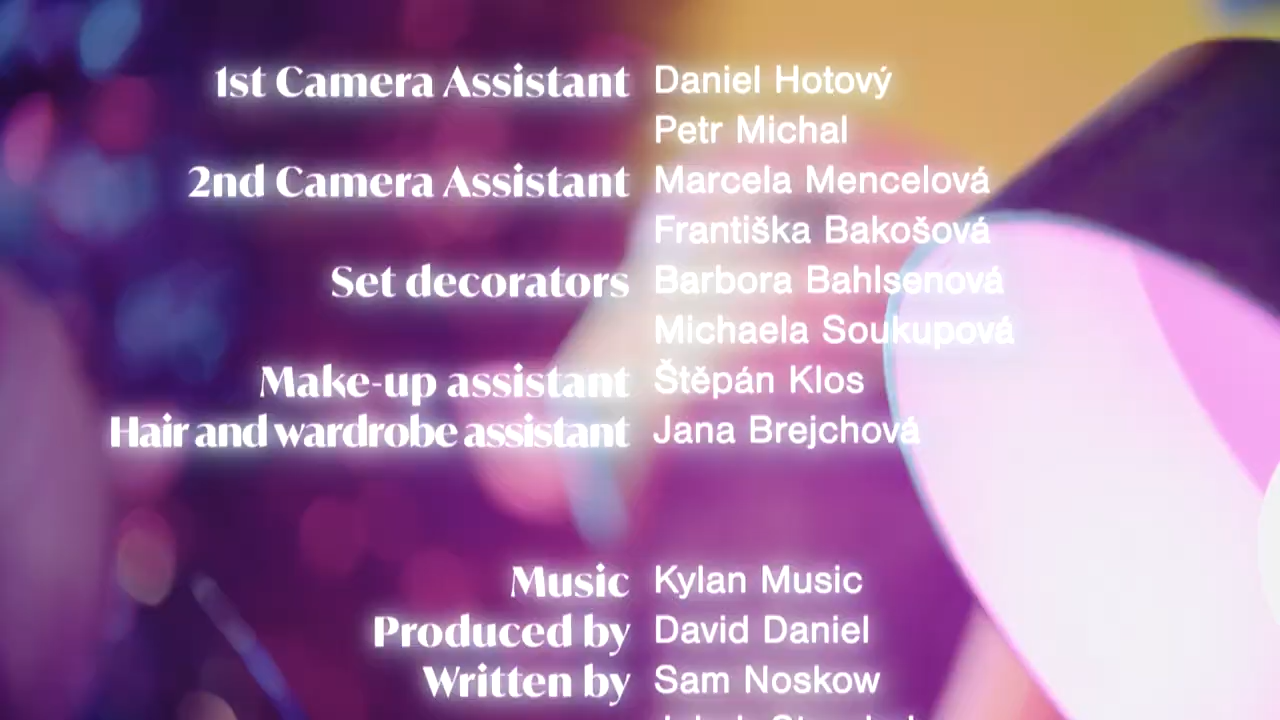 1st Camera Assistant Daniel Hotový
Petr Michal
2nd Camera Assistant Marcela Mencelová
Františka Bakošová
Set decorators Barbora Bahlsenová
Michaela Soukupová
Make-up assistant Štěpán Klos
Hair and wardrobe assistant Jana Brejchová
Music Kylan Music
Produced by David Daniel
Written by Sam Noskow